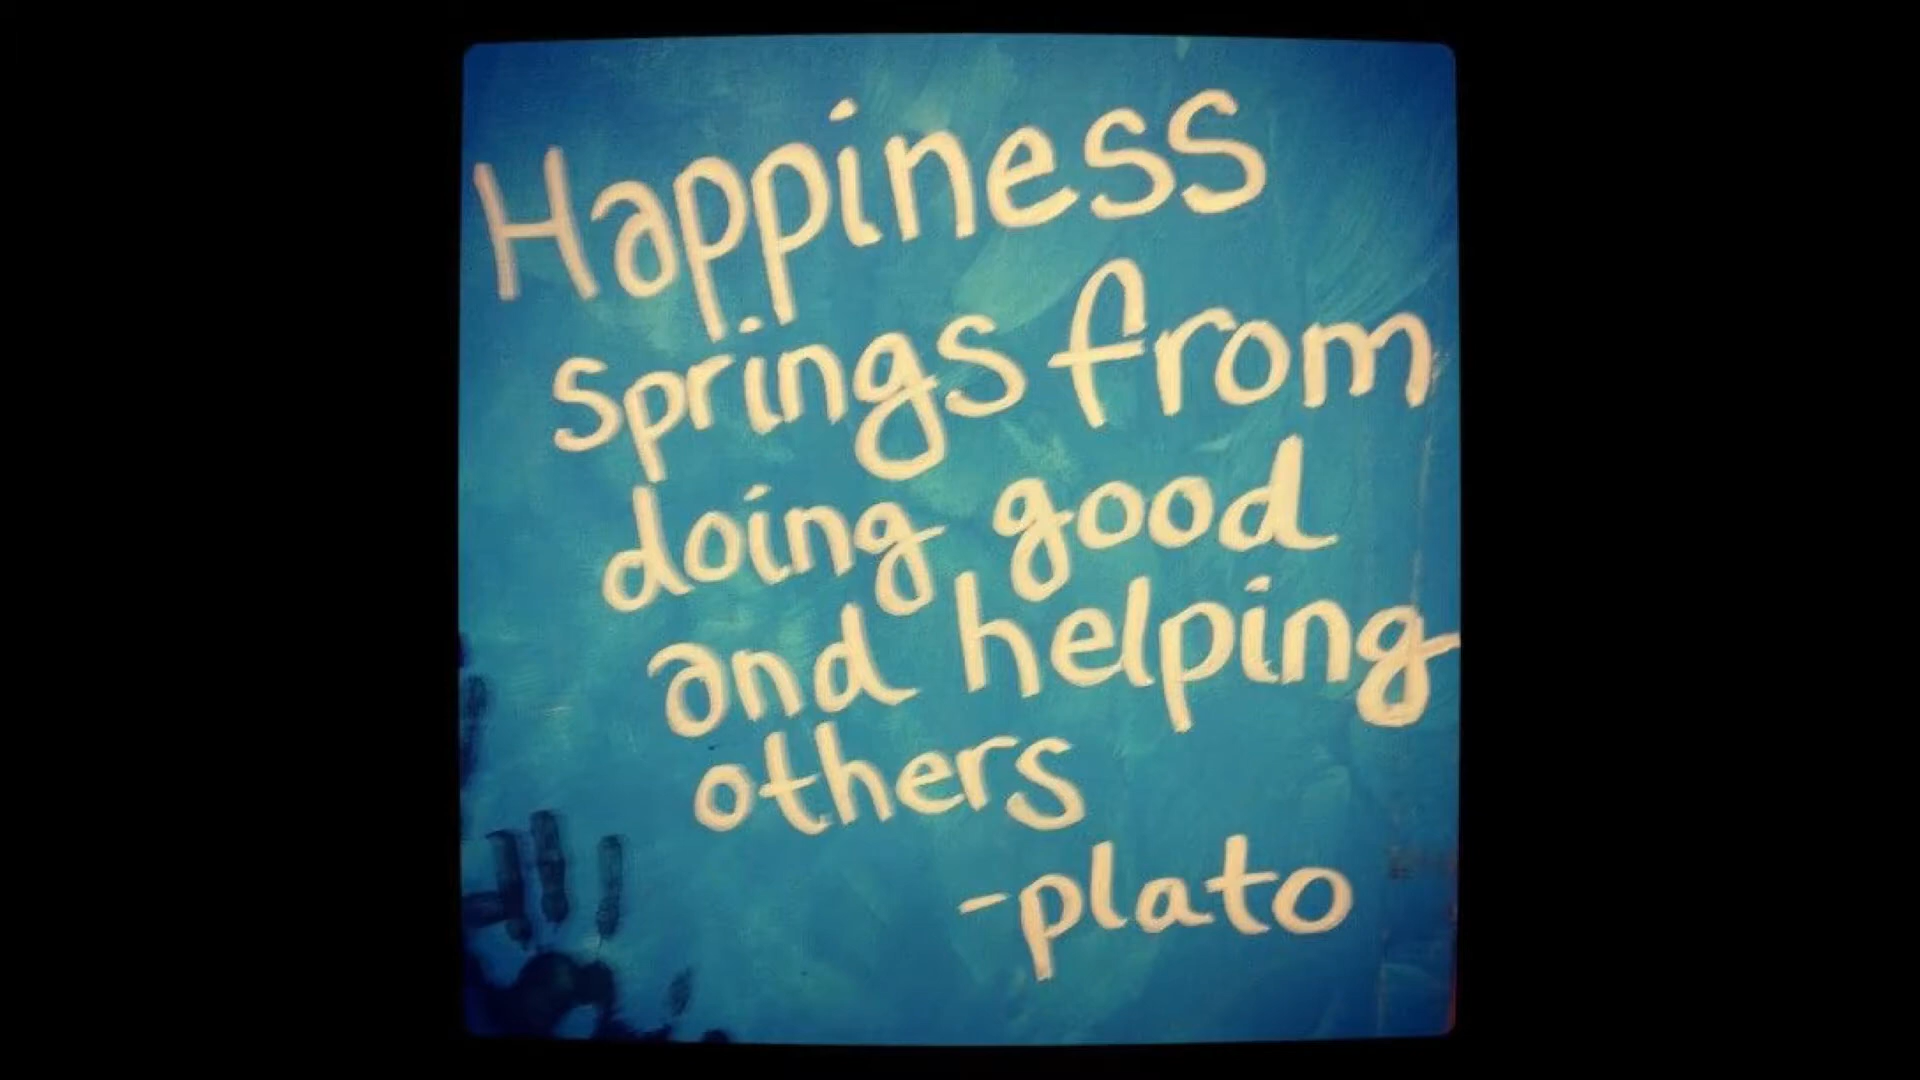 Happiness
springs from
doing good
and helping
others
-plato